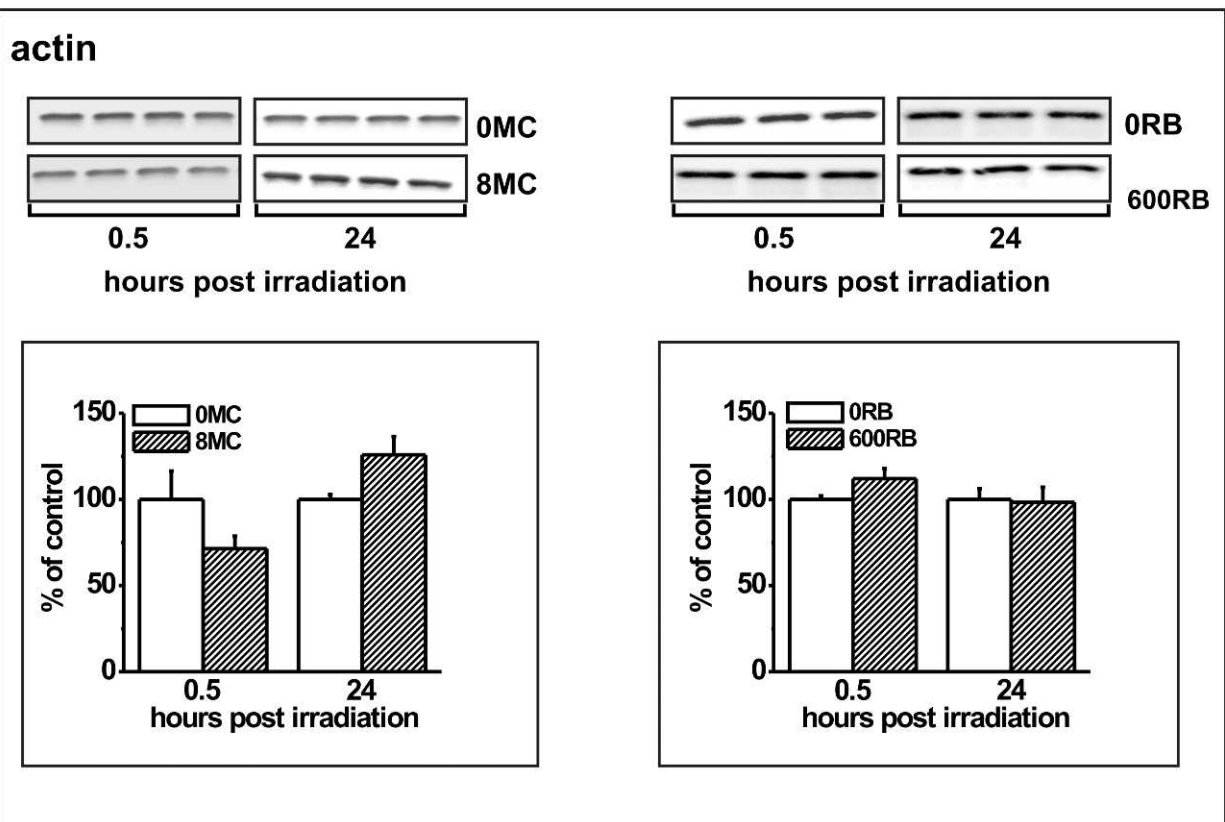 actin
0MC
8MC
0.5 24
hours post irradiation
0RB
600RB
0.5 24
hours post irradiation
150
100
50
0
% of control
0MC
8MC
0.5 24
hours post irradiation
150
100
50
0
% of control
0RB
600RB
0.5 24
hours post irradiation